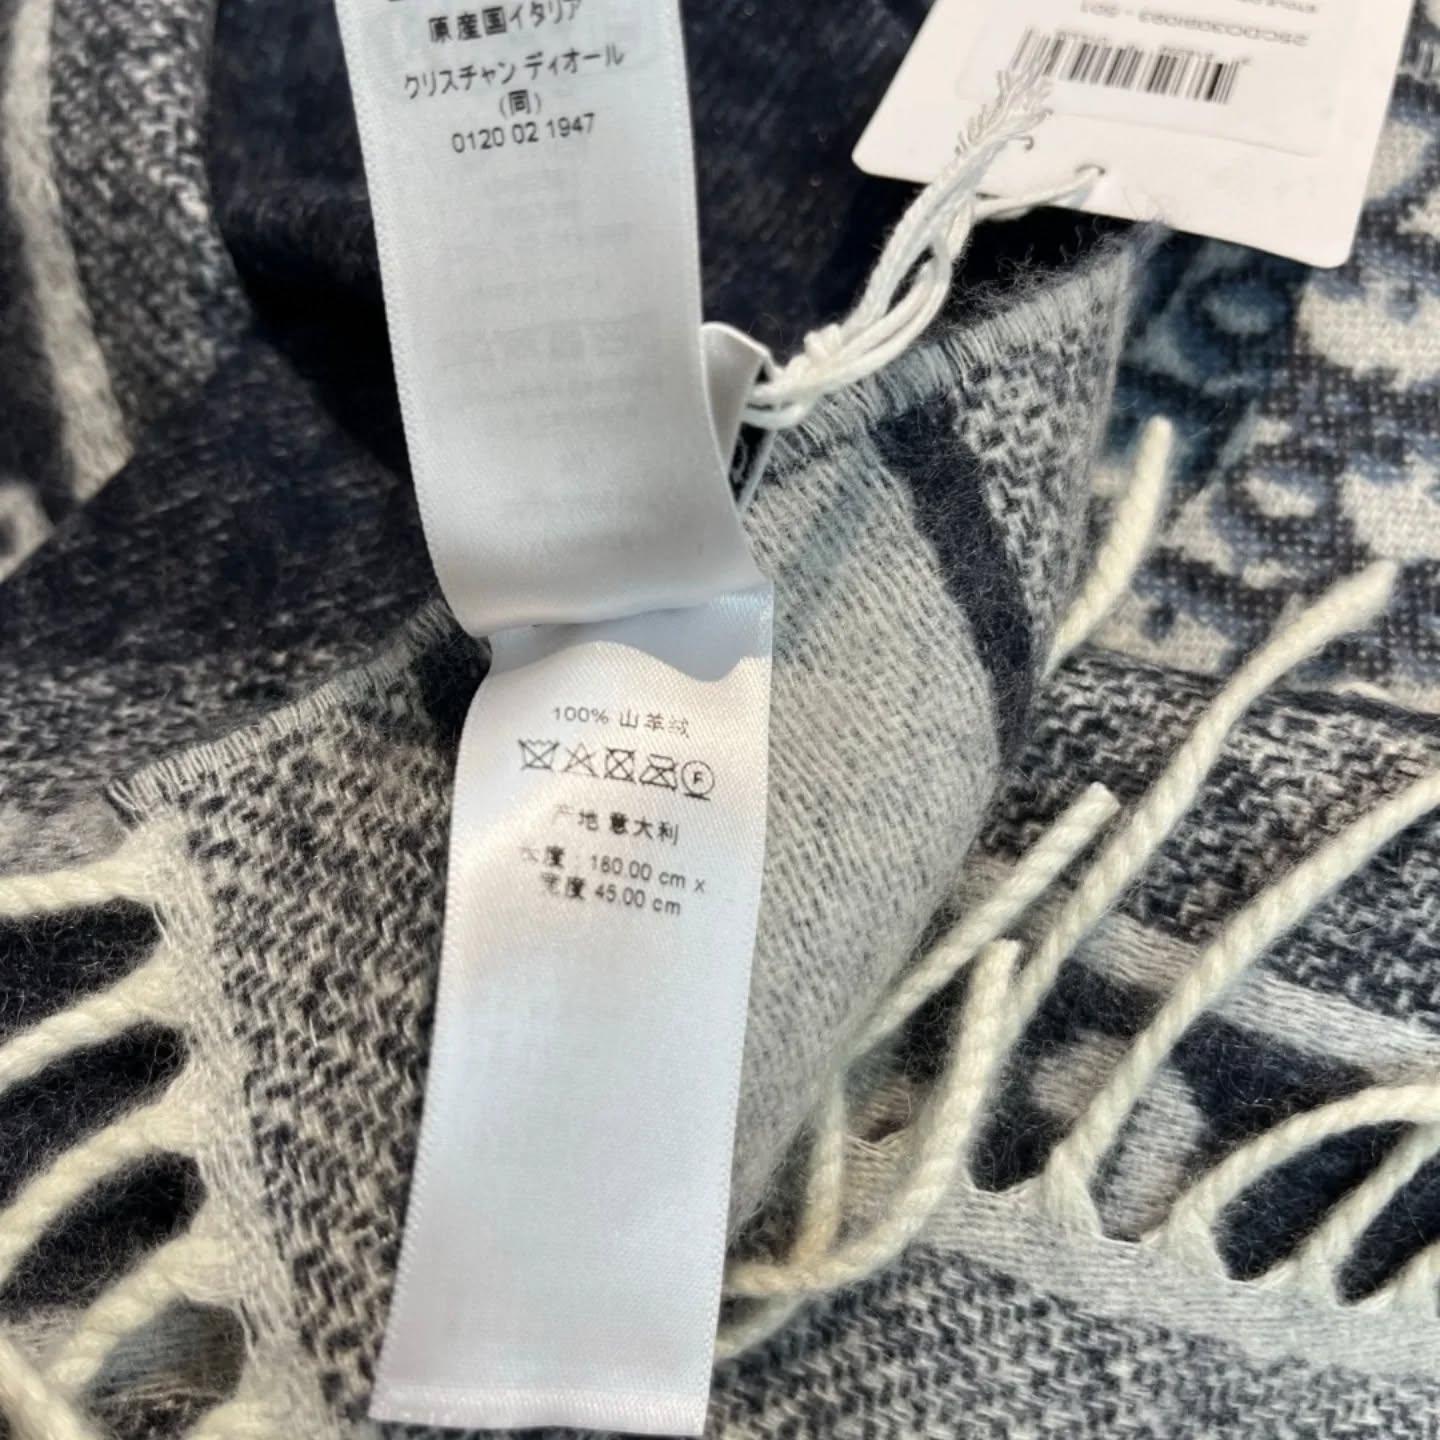 原産国イタリア
クリスチャン ディオール
(同)
0120 02 1947
100% 山羊绒
F
产地 意大利
长度 : 160.00 cm x
宽度 45.00 cm